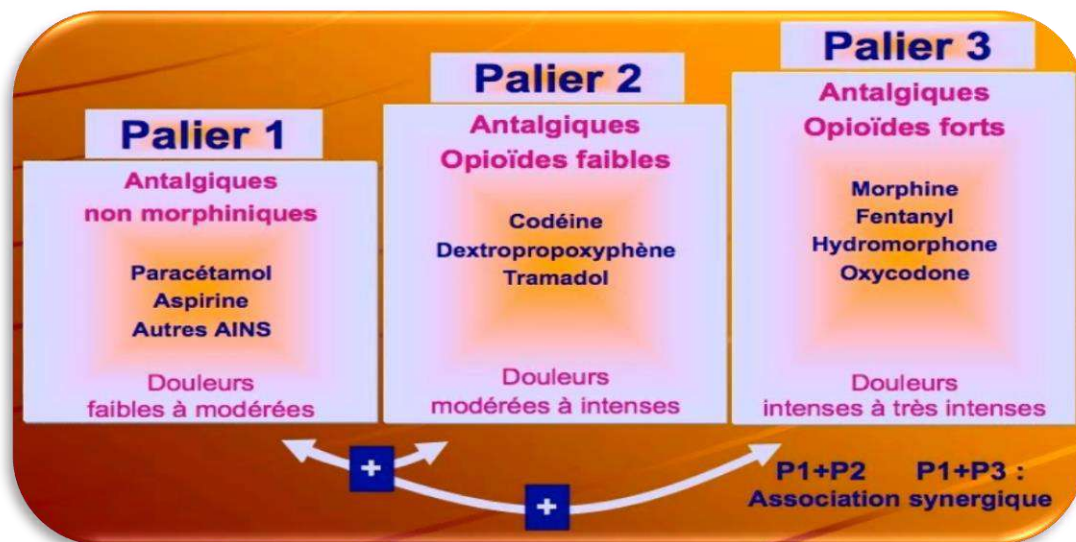 Palier 1
Antalgiques
non morphiniques
Paracétamol
Aspirine
Autres AINS
Douleurs
faibles à modérées
Palier 2
Antalgiques
Opioïdes faibles
Codéine
Dextropropoxyphène
Tramadol
Douleurs
modérées à intenses
Palier 3
Antalgiques
Opioïdes forts
Morphine
Fentanyl
Hydromorphone
Oxycodone
Douleurs
intenses à très intenses
+
+
P1+P2 P1+P3 :
Association synergique